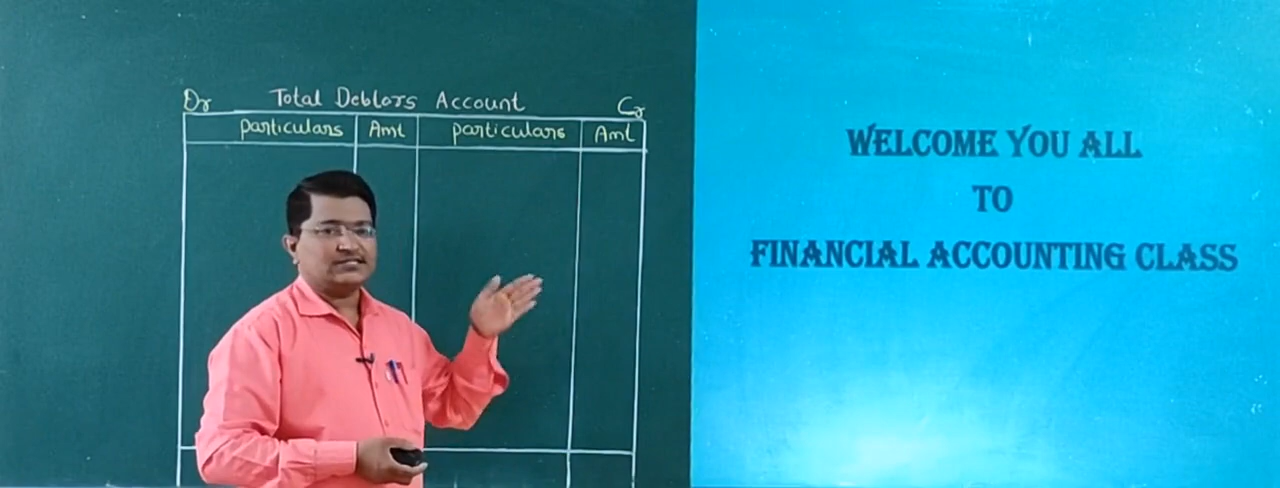 Dr Total Debtors Account Cr
particulars Amt particulars Amt
WELCOME YOU ALL
TO
FINANCIAL ACCOUNTING CLASS